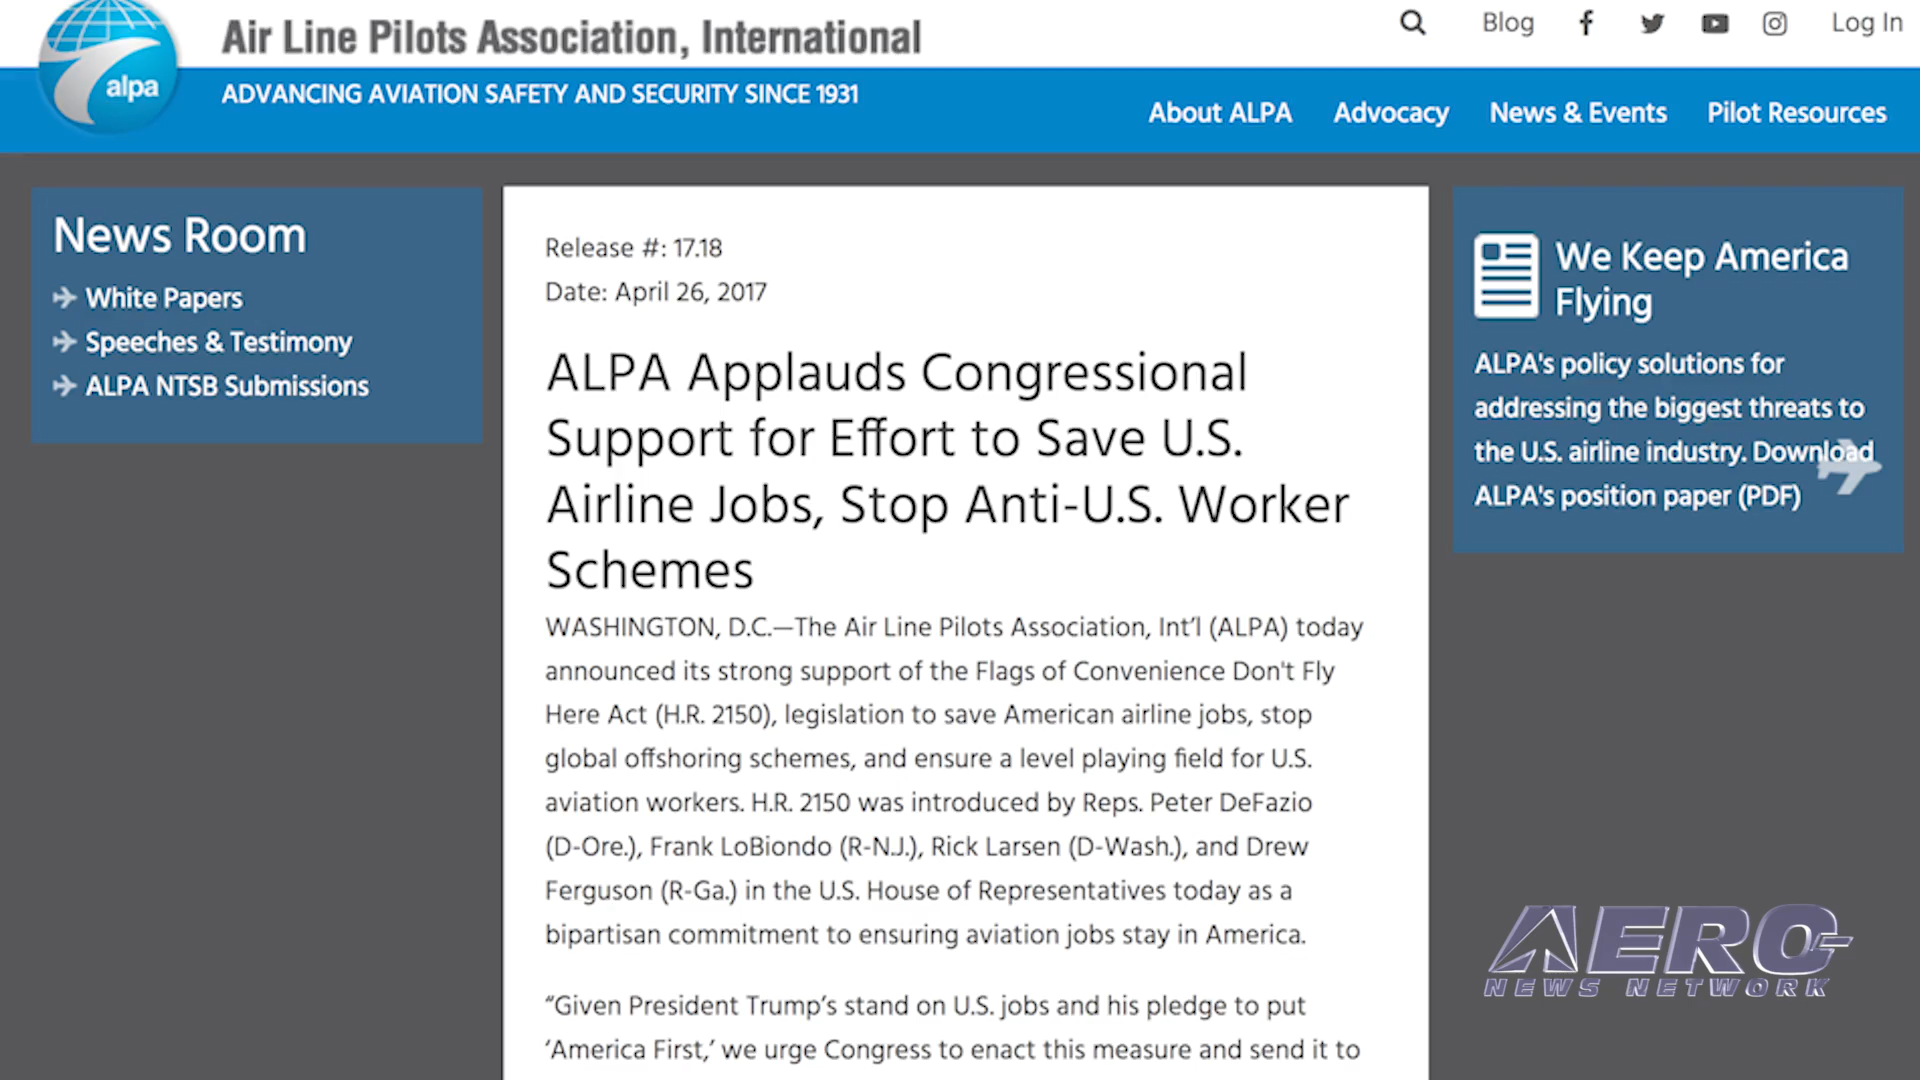 Air Line Pilots Association, International
Blog
Log In
alpa
ADVANCING AVIATION SAFETY AND SECURITY SINCE 1931
About ALPA
Advocacy
News & Events
Pilot Resources
News Room
White Papers
Speeches & Testimony
ALPA NTSB Submissions
Release #: 17.18
Date: April 26, 2017
ALPA Applauds Congressional
Support for Effort to Save U.S.
Airline Jobs, Stop Anti-U.S. Worker
Schemes
WASHINGTON, D.C.—The Air Line Pilots Association, Int’l (ALPA) today
announced its strong support of the Flags of Convenience Don't Fly
Here Act (H.R. 2150), legislation to save American airline jobs, stop
global offshoring schemes, and ensure a level playing field for U.S.
aviation workers. H.R. 2150 was introduced by Reps. Peter DeFazio
(D-Ore.), Frank LoBiondo (R-N.J.), Rick Larsen (D-Wash.), and Drew
Ferguson (R-Ga.) in the U.S. House of Representatives today as a
bipartisan commitment to ensuring aviation jobs stay in America.
“Given President Trump’s stand on U.S. jobs and his pledge to put
‘America First,’ we urge Congress to enact this measure and send it to
We Keep America
Flying
ALPA's policy solutions for
addressing the biggest threats to
the U.S. airline industry. Download
ALPA's position paper (PDF)
AERO
NEWS NETWORK